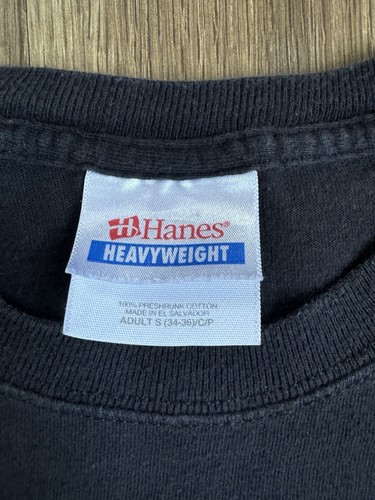 H Hanes®
HEAVYWEIGHT
100% PRESHRUNK COTTON
MADE IN EL SALVADOR
ADULT S (34-36)/C/P